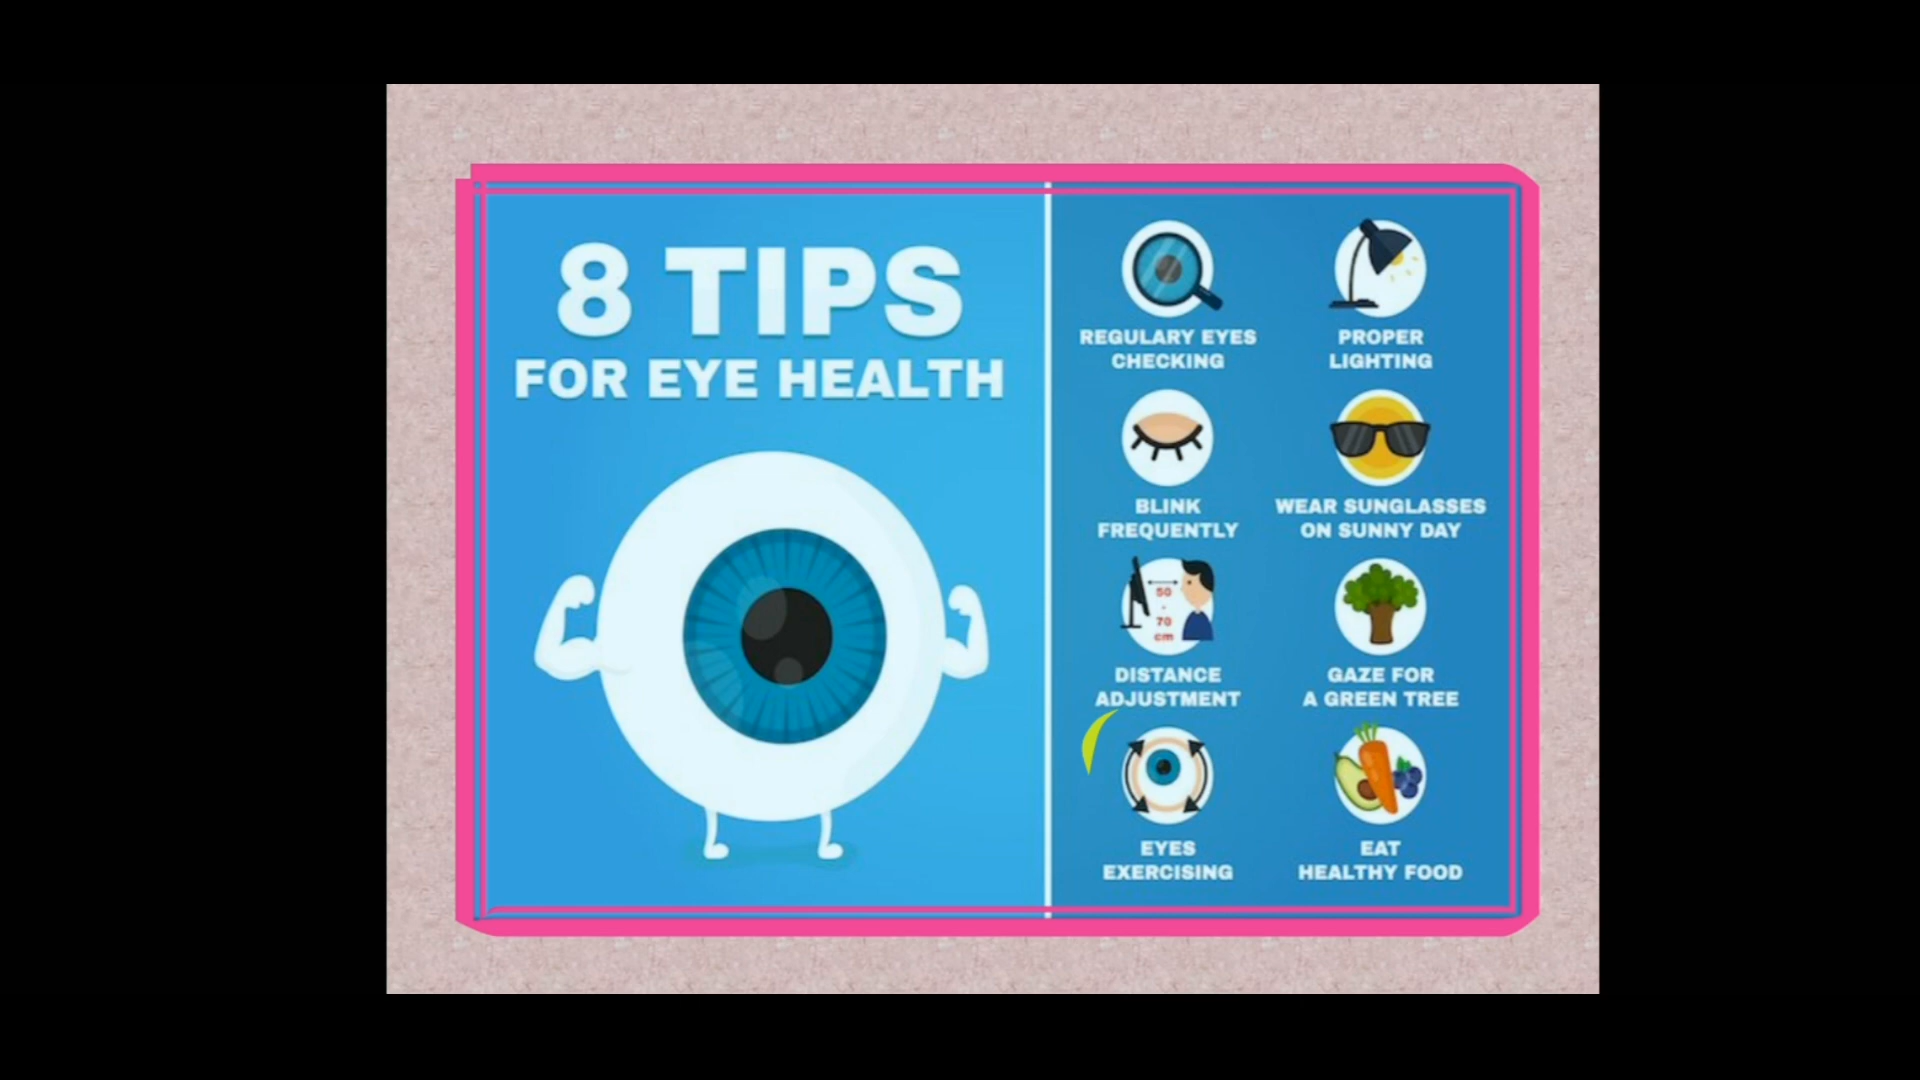 8 TIPS
FOR EYE HEALTH
REGULARY EYES
CHECKING
PROPER
LIGHTING
BLINK
FREQUENTLY
WEAR SUNGLASSES
ON SUNNY DAY
50
-
70
cm
DISTANCE
ADJUSTMENT
GAZE FOR
A GREEN TREE
EYES
EXERCISING
EAT
HEALTHY FOOD